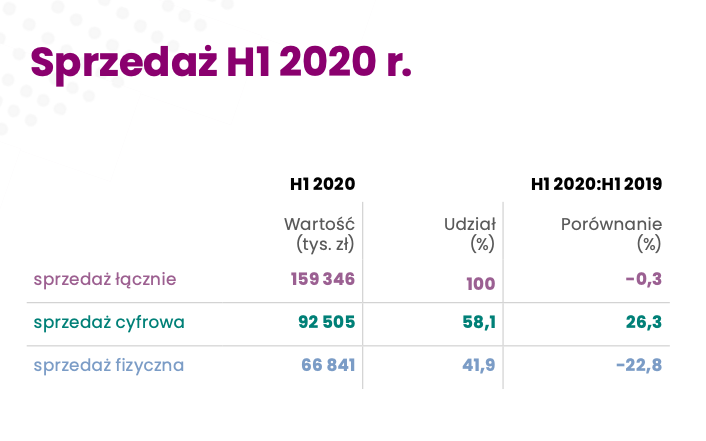 Sprzedaż H1 2020 r.
H1 2020 H1 2020:H1 2019
Wartość Udział Porównanie
(tys. zł) (%) (%)
sprzedaż łącznie 159 346 100 -0,3
sprzedaż cyfrowa 92 505 58,1 26,3
sprzedaż fizyczna 66 841 41,9 -22,8